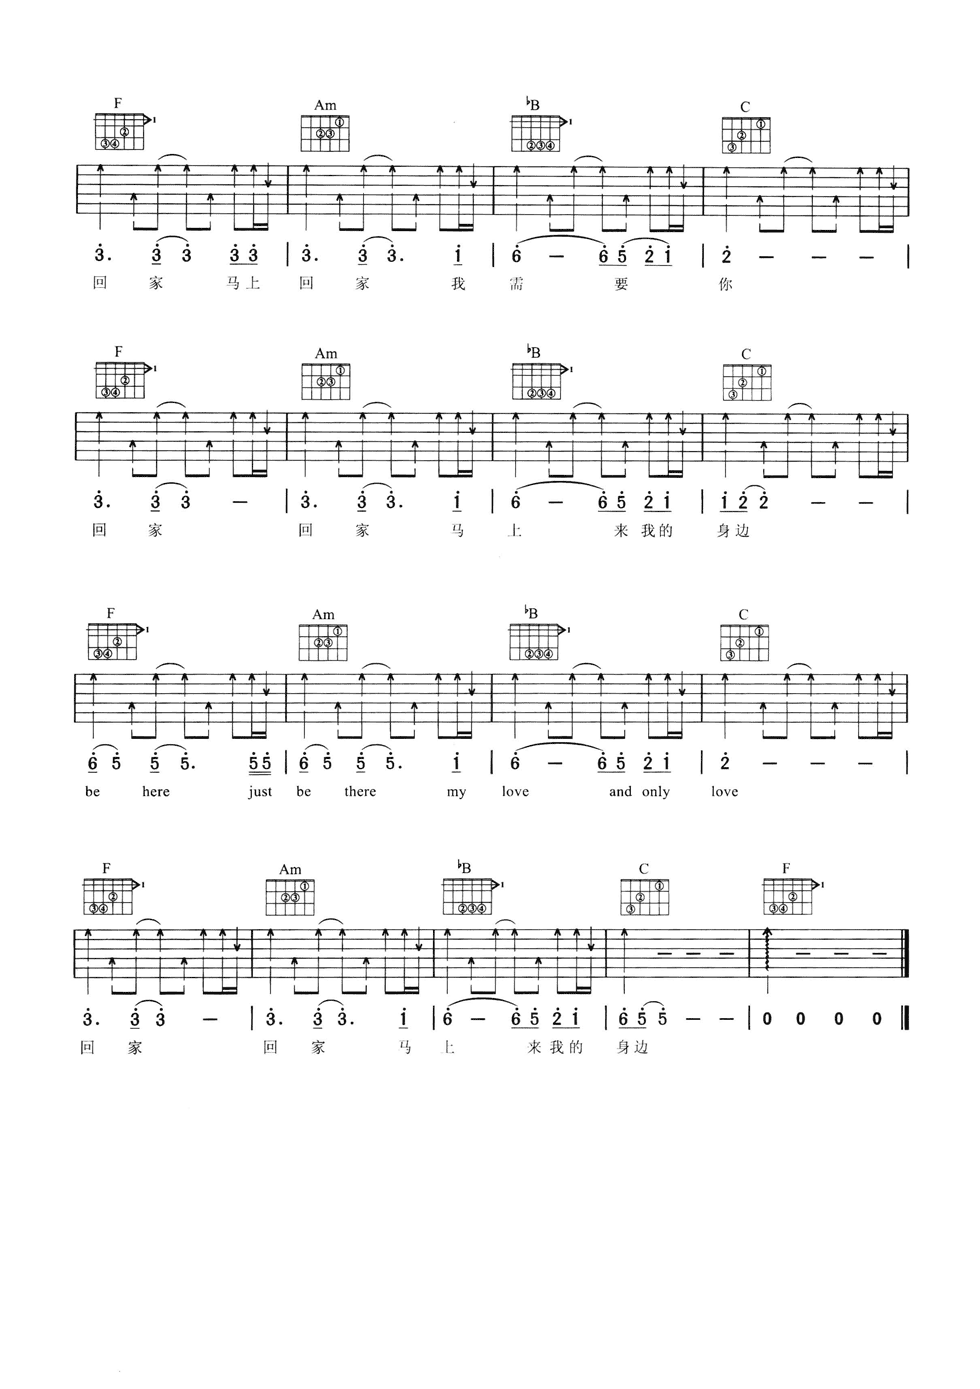 F Am ♭B C
3. 3 3 3 3 | 3. 3 3. 1 | 6 — 6 5 2 1 | 2 — — — |
回 家 马上 回 家 我 需 要 你
F Am ♭B C
3. 3 3 — | 3. 3 3. 1 | 6 — 6 5 2 1 | 1 2 2 — — |
回 家 回 家 马 上 来 我的 身边
F Am ♭B C
6 5 5 5. 5 5 | 6 5 5 5. 1 | 6 — 6 5 2 1 | 2 — — — |
be here just be there my love and only love
F Am ♭B C F
3. 3 3 — | 3. 3 3. 1 | 6 — 6 5 2 1 | 6 5 5 — — | 0 0 0 0
回 家 回 家 马 上 来 我的 身边